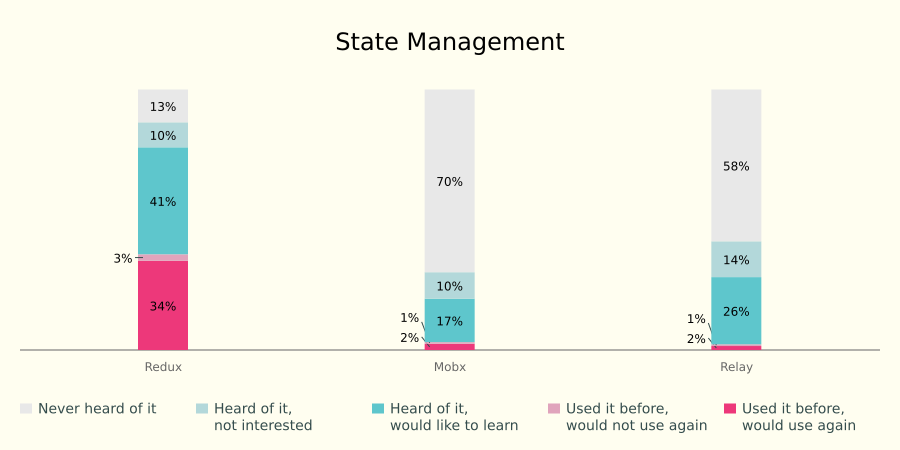 State Management
13%
10%
41%
3%
34%
70%
10%
17%
1%
2%
58%
14%
26%
1%
2%
Redux
Mobx
Relay
Never heard of it
Heard of it,
not interested
Heard of it,
would like to learn
Used it before,
would not use again
Used it before,
would use again